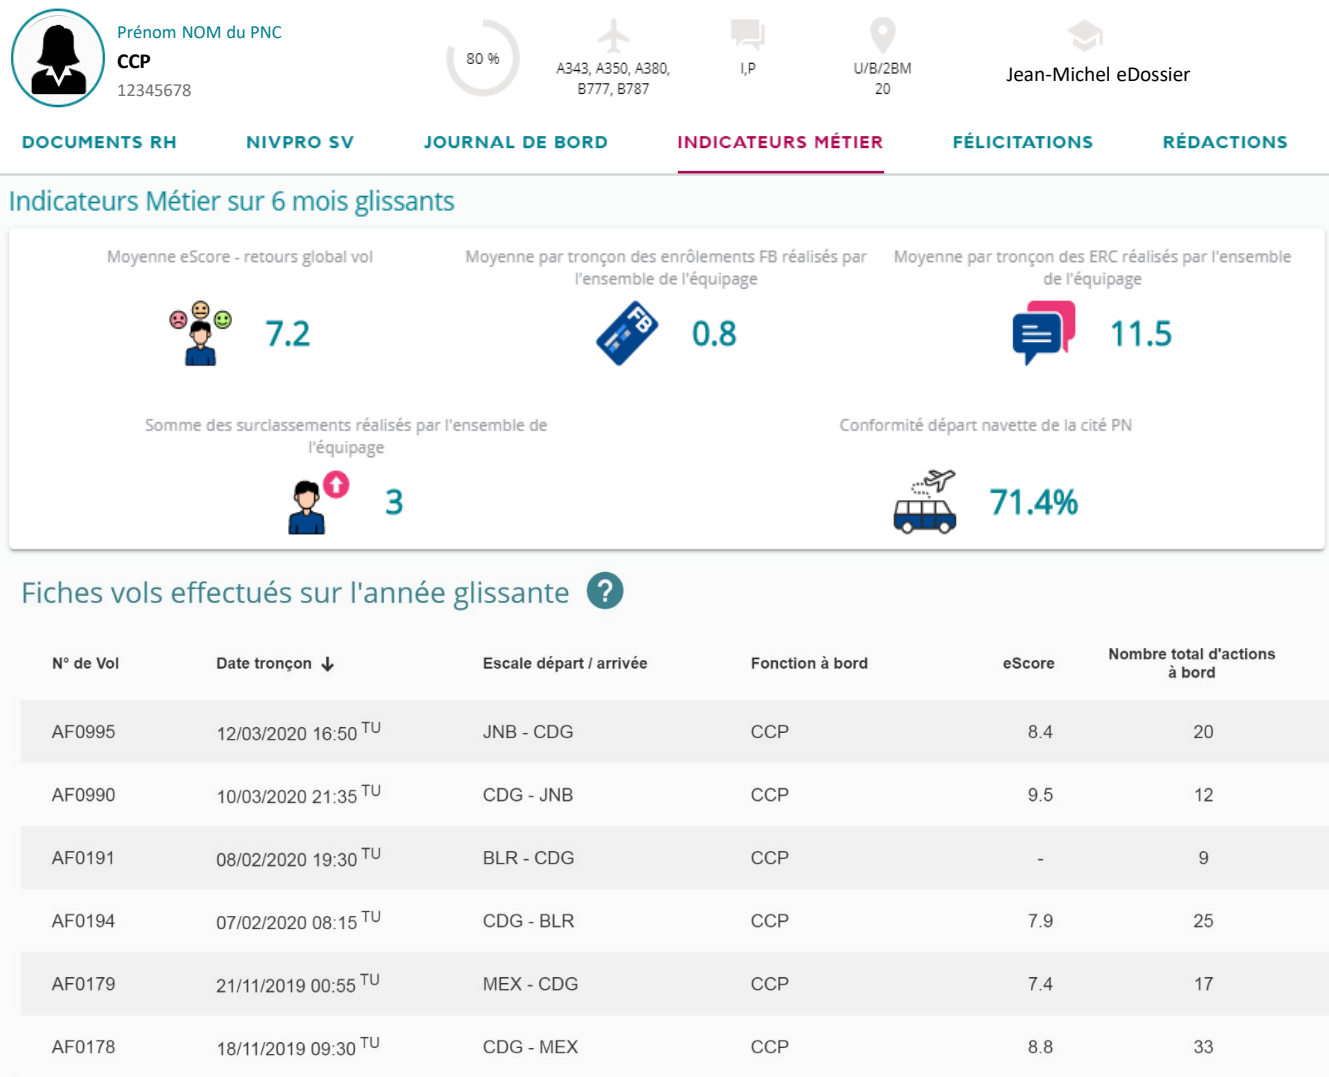 Prénom NOM du PNC
CCP
12345678
80 %
A343, A350, A380,
B777, B787
I,P
U/B/2BM
20
Jean-Michel eDossier
DOCUMENTS RH
NIVPRO SV
JOURNAL DE BORD
INDICATEURS MÉTIER
FÉLICITATIONS
RÉDACTIONS
Indicateurs Métier sur 6 mois glissants
Moyenne eScore - retours global vol
7.2
Moyenne par tronçon des enrôlements FB réalisés par
l'ensemble de l'équipage
FB
0.8
Moyenne par tronçon des ERC réalisés par l'ensemble
de l'équipage
11.5
Somme des surclassements réalisés par l'ensemble de
l'équipage
3
Conformité départ navette de la cité PN
71.4%
Fiches vols effectués sur l'année glissante ?
N° de Vol Date tronçon Escale départ / arrivée Fonction à bord eScore Nombre total d'actions
à bord
AF0995 12/03/2020 16:50 TU JNB - CDG CCP 8.4 20
AF0990 10/03/2020 21:35 TU CDG - JNB CCP 9.5 12
AF0191 08/02/2020 19:30 TU BLR - CDG CCP - 9
AF0194 07/02/2020 08:15 TU CDG - BLR CCP 7.9 25
AF0179 21/11/2019 00:55 TU MEX - CDG CCP 7.4 17
AF0178 18/11/2019 09:30 TU CDG - MEX CCP 8.8 33